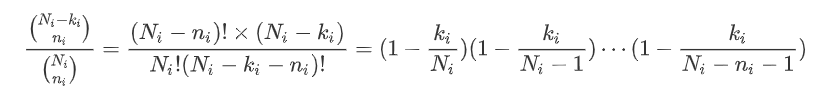 $$\frac{\binom{N_i-k_i}{n_i}}{\binom{N_i}{n_i}} = \frac{(N_i-n_i)! \times (N_i-k_i)}{N_i!(N_i-k_i-n_i)!} = (1-\frac{k_i}{N_i})(1-\frac{k_i}{N_i-1})\cdots(1-\frac{k_i}{N_i-n_i-1})$$